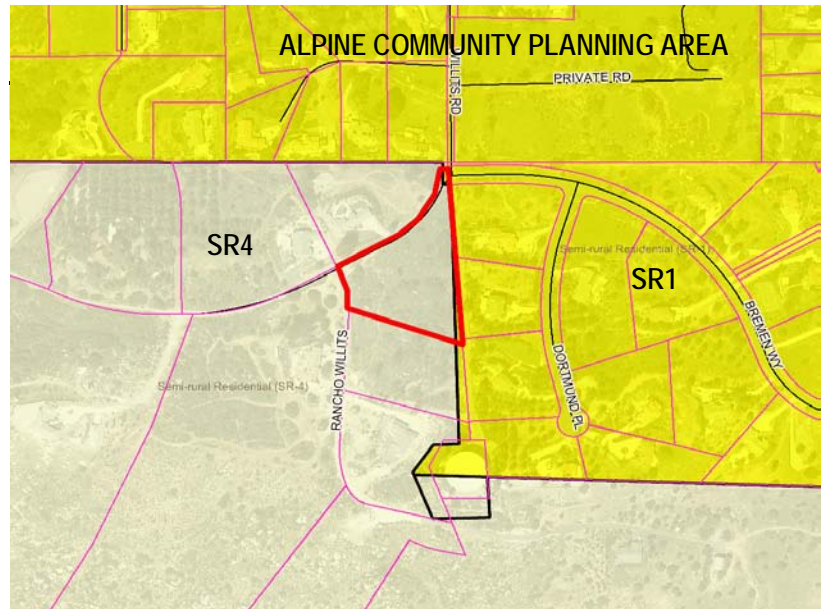 ALPINE COMMUNITY PLANNING AREA
WILLITS RD
PRIVATE RD
SR4
Semi-rural Residential (SR-1)
SR1
BREMEN WY
RANCHO WILLITS
DORTMUND PL
Semi-rural Residential (SR-4)